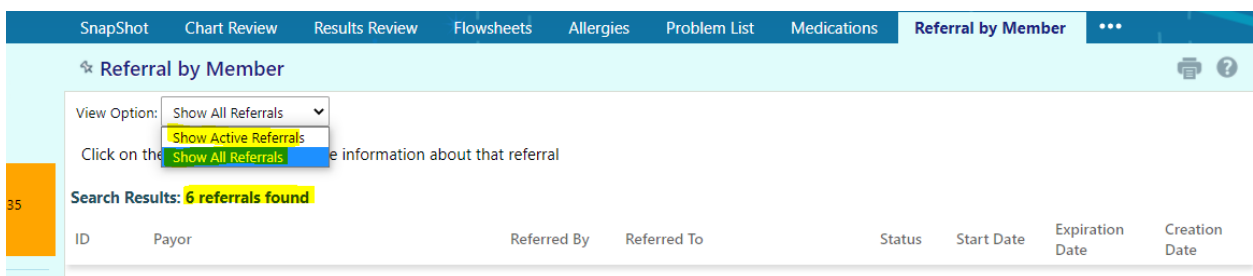 SnapShot Chart Review Results Review Flowsheets Allergies Problem List Medications Referral by Member •••
Referral by Member
View Option: Show All Referrals
Show Active Referrals
Show All Referrals
Click on the e information about that referral
35
Search Results: 6 referrals found
ID Payor Referred By Referred To Status Start Date Expiration Date Creation Date